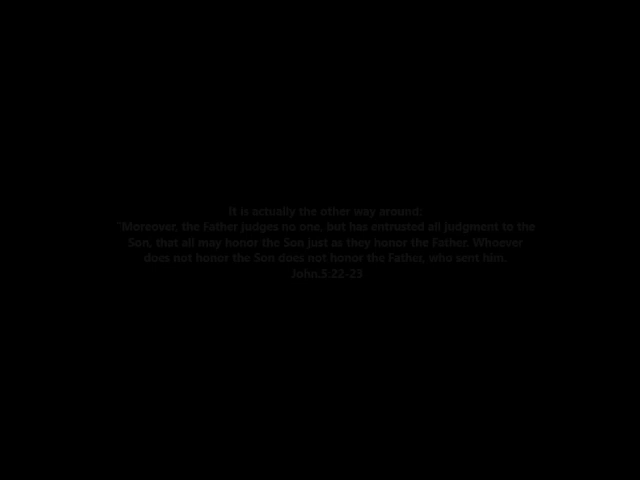 It is actually the other way around:
"Moreover, the Father judges no one, but has entrusted all judgment to the
Son, that all may honor the Son just as they honor the Father. Whoever
does not honor the Son does not honor the Father, who sent him.
John.5:22-23